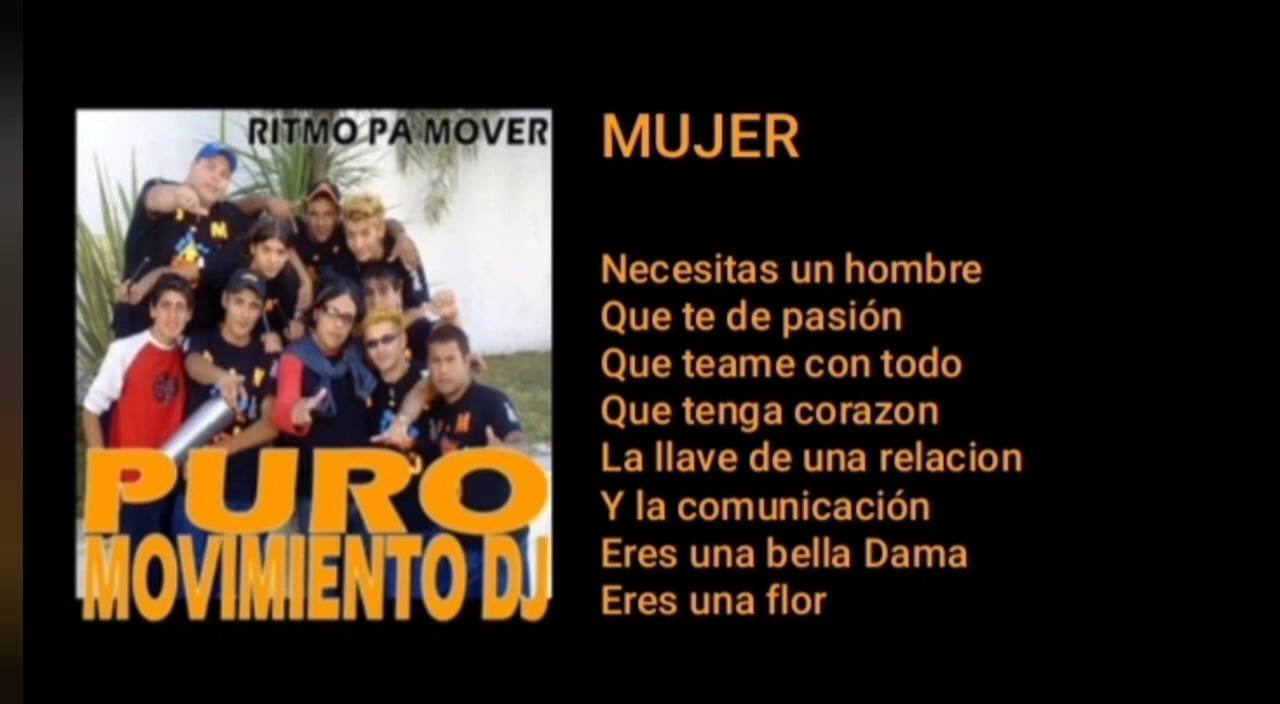 RITMO PA MOVER
PURO
MOVIMIENTO DJ
MUJER
Necesitas un hombre
Que te de pasión
Que teame con todo
Que tenga corazon
La llave de una relacion
Y la comunicación
Eres una bella Dama
Eres una flor